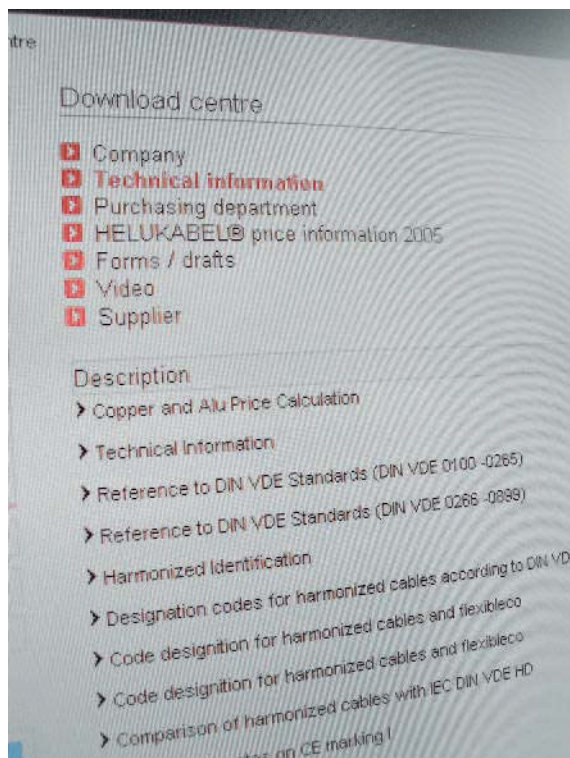 ntre
Download centre
Company
Technical information
Purchasing department
HELUKABEL® price information 2005
Forms / drafts
Video
Supplier
Description
Copper and Alu Price Calculation
Technical Information
Reference to DIN VDE Standards (DIN VDE 0100 -0265)
Reference to DIN VDE Standards (DIN VDE 0266 -0899)
Harmonized Identification
Designation codes for harmonized cables according to DIN VD
Code designition for harmonized cables and flexibleco
Code designition for harmonized cables and flexibleco
Comparison of harmonized cables with IEC DIN VDE HD
on CE marking I